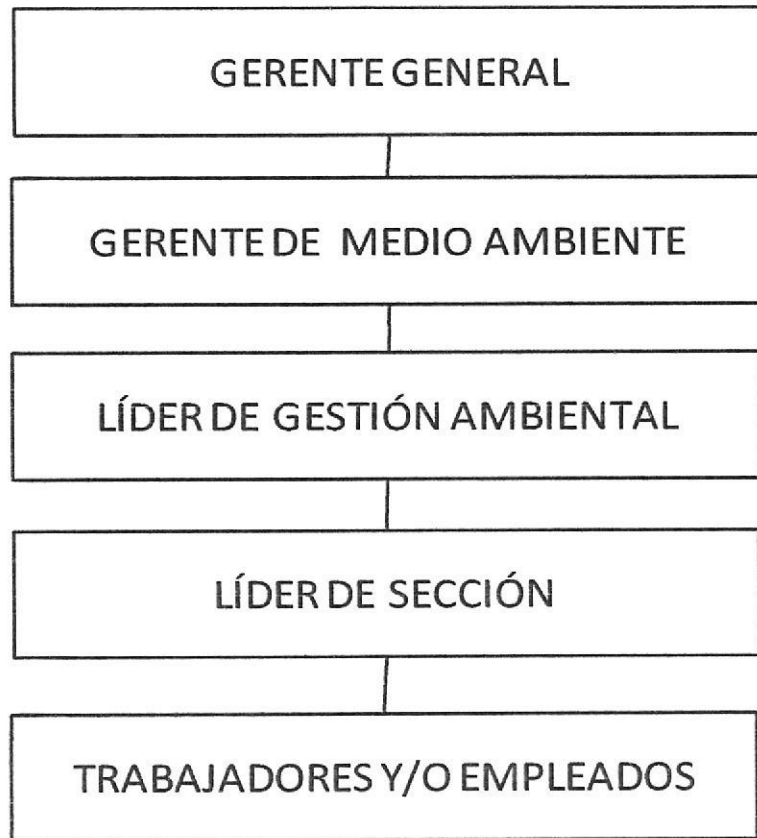 GERENTE GENERAL
GERENTE DE MEDIO AMBIENTE
LÍDER DE GESTIÓN AMBIENTAL
LÍDER DE SECCIÓN
TRABAJADORES Y/O EMPLEADOS